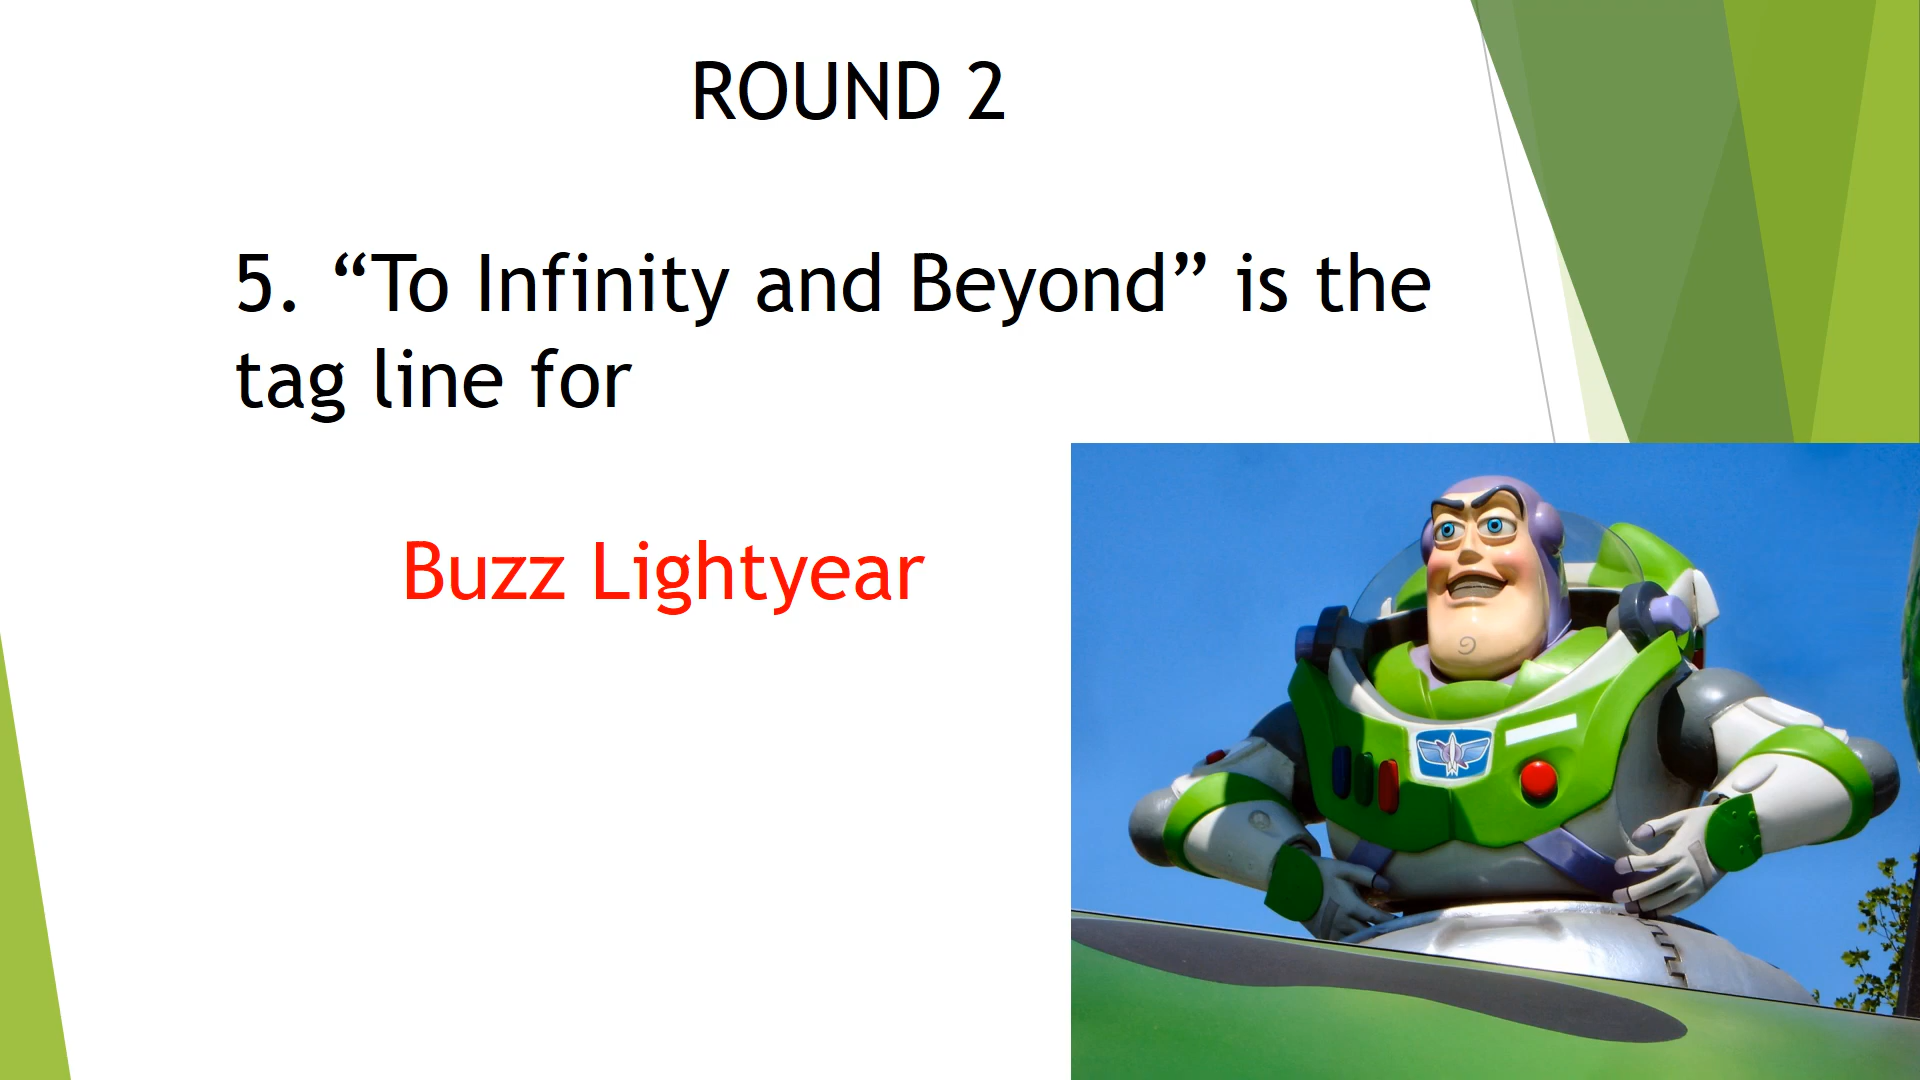 ROUND 2
5. “To Infinity and Beyond” is the
tag line for
Buzz Lightyear